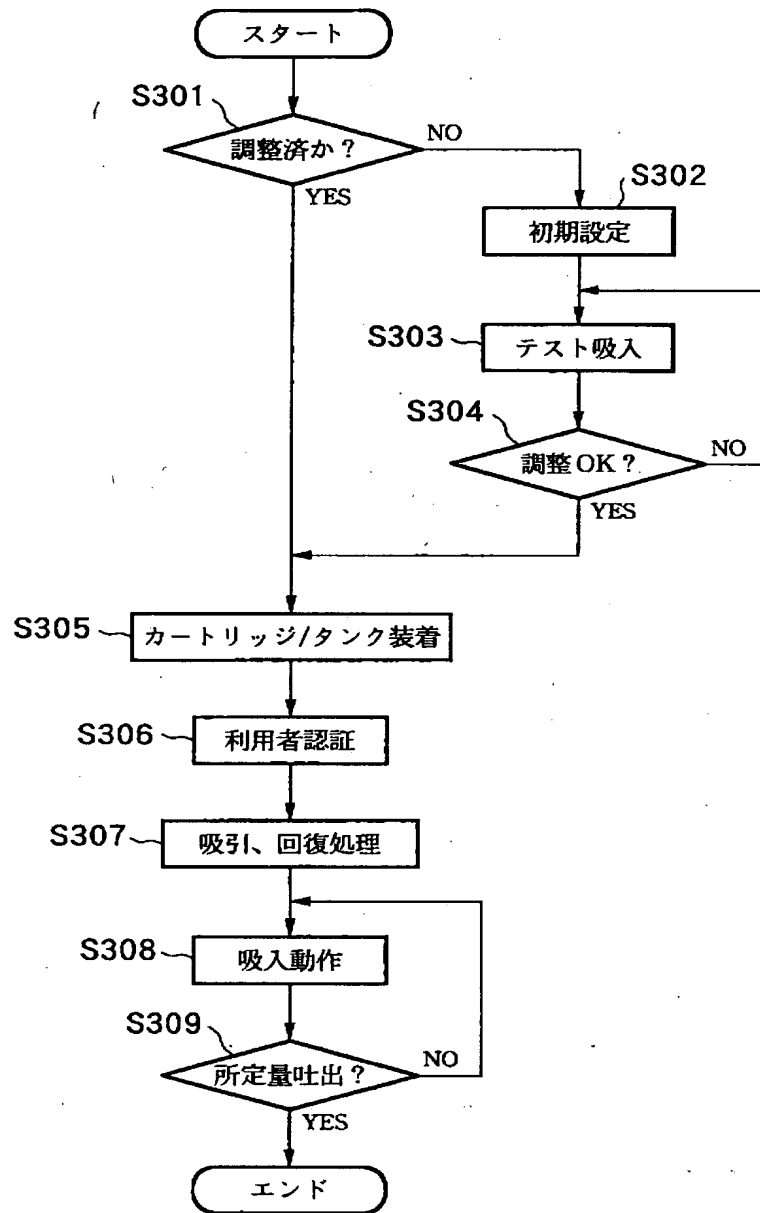 スタート
S301
調整済か？
NO
YES
S302
初期設定
S303
テスト吸入
S304
調整OK？
NO
YES
S305
カートリッジ/タンク装着
S306
利用者認証
S307
吸引、回復処理
S308
吸入動作
S309
所定量吐出？
NO
YES
エンド